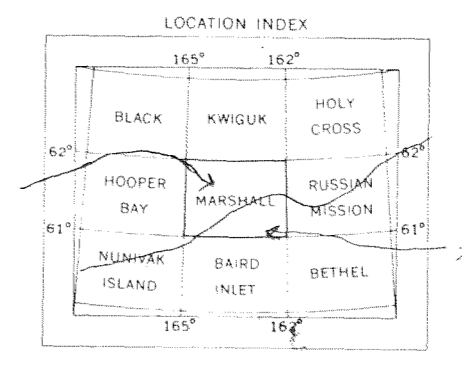 LOCATION INDEX
165° 162°
BLACK KWIGUK HOLY CROSS
62° 62°
HOOPER BAY MARSHALL RUSSIAN MISSION
61° 61°
NUNIVAK ISLAND BAIRD INLET BETHEL
165° 162°